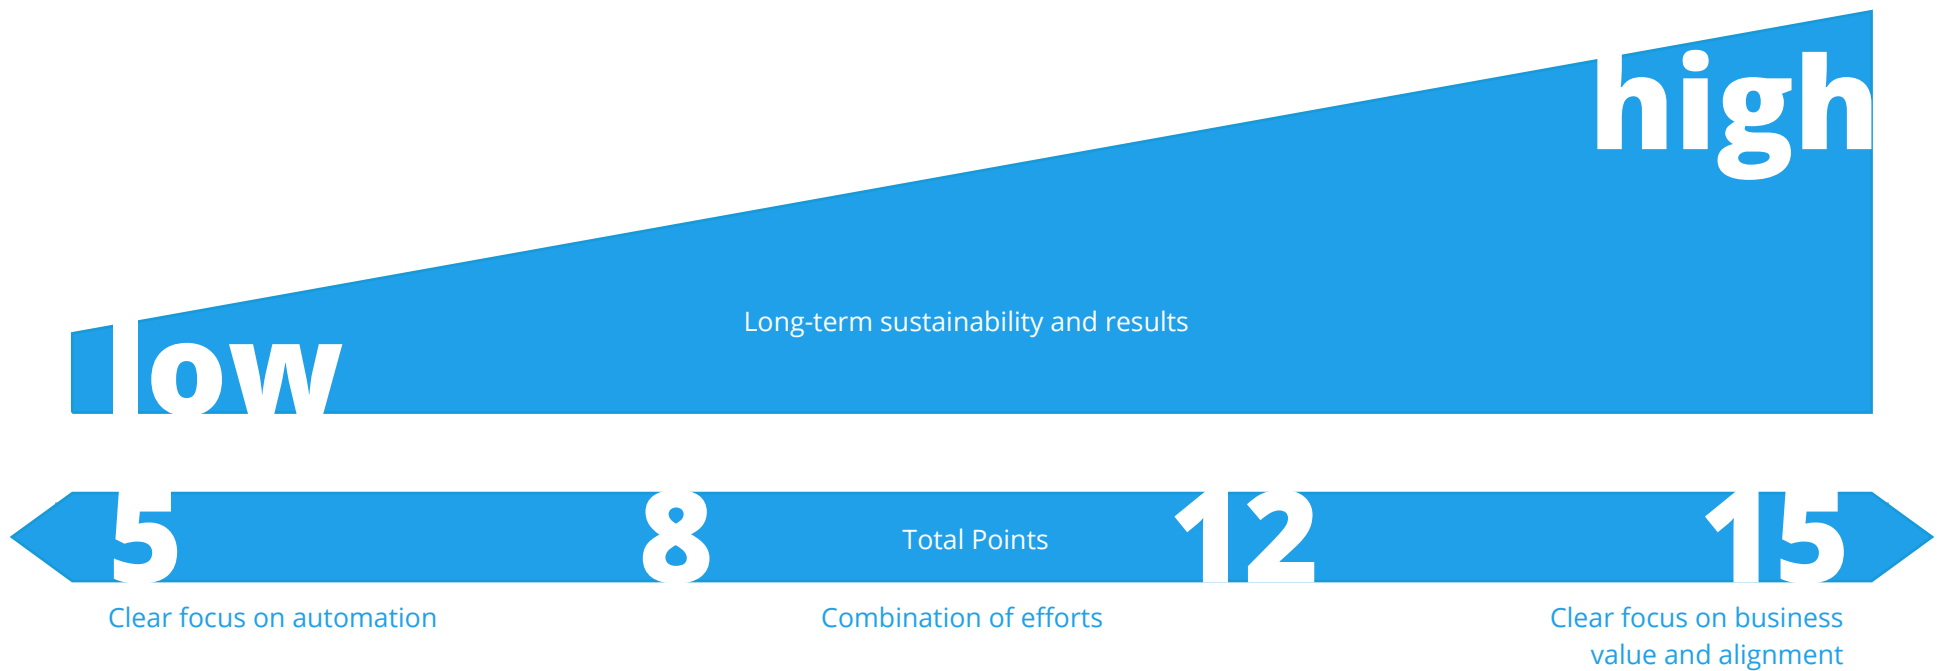 high
Long-term sustainability and results
low
5 8 Total Points 12 15
Clear focus on automation
Combination of efforts
Clear focus on business
value and alignment